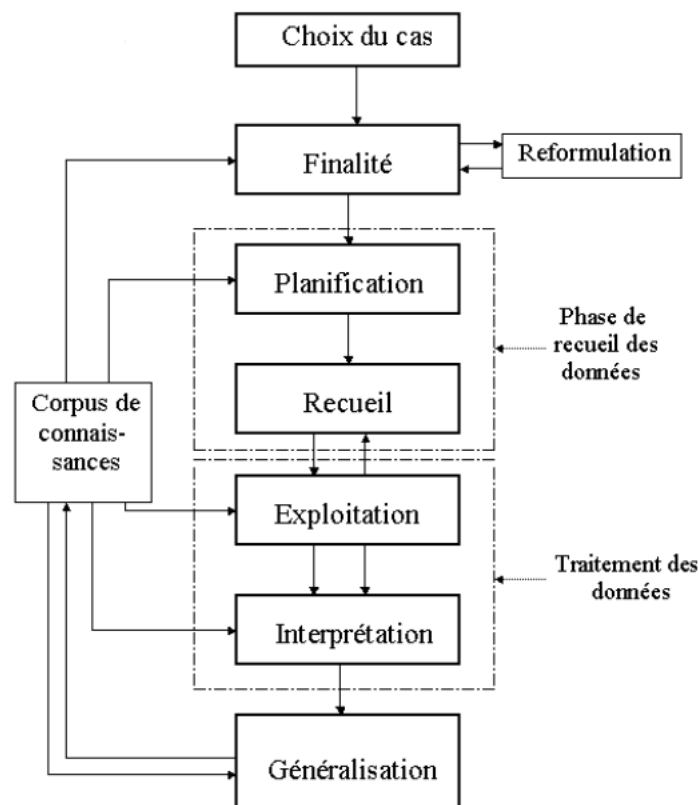 Choix du cas
Finalité
Reformulation
Planification
Phase de
recueil des
données
Recueil
Corpus de
connais-
sances
Exploitation
Traitement des
données
Interprétation
Généralisation